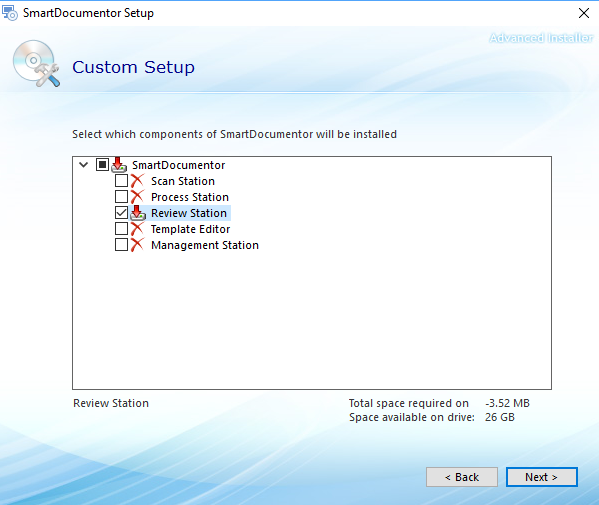 SmartDocumentor Setup
Advanced Installer
Custom Setup
Select which components of SmartDocumentor will be installed
SmartDocumentor
Scan Station
Process Station
Review Station
Template Editor
Management Station
Review Station
Total space required on -3.52 MB
Space available on drive: 26 GB
< Back
Next >